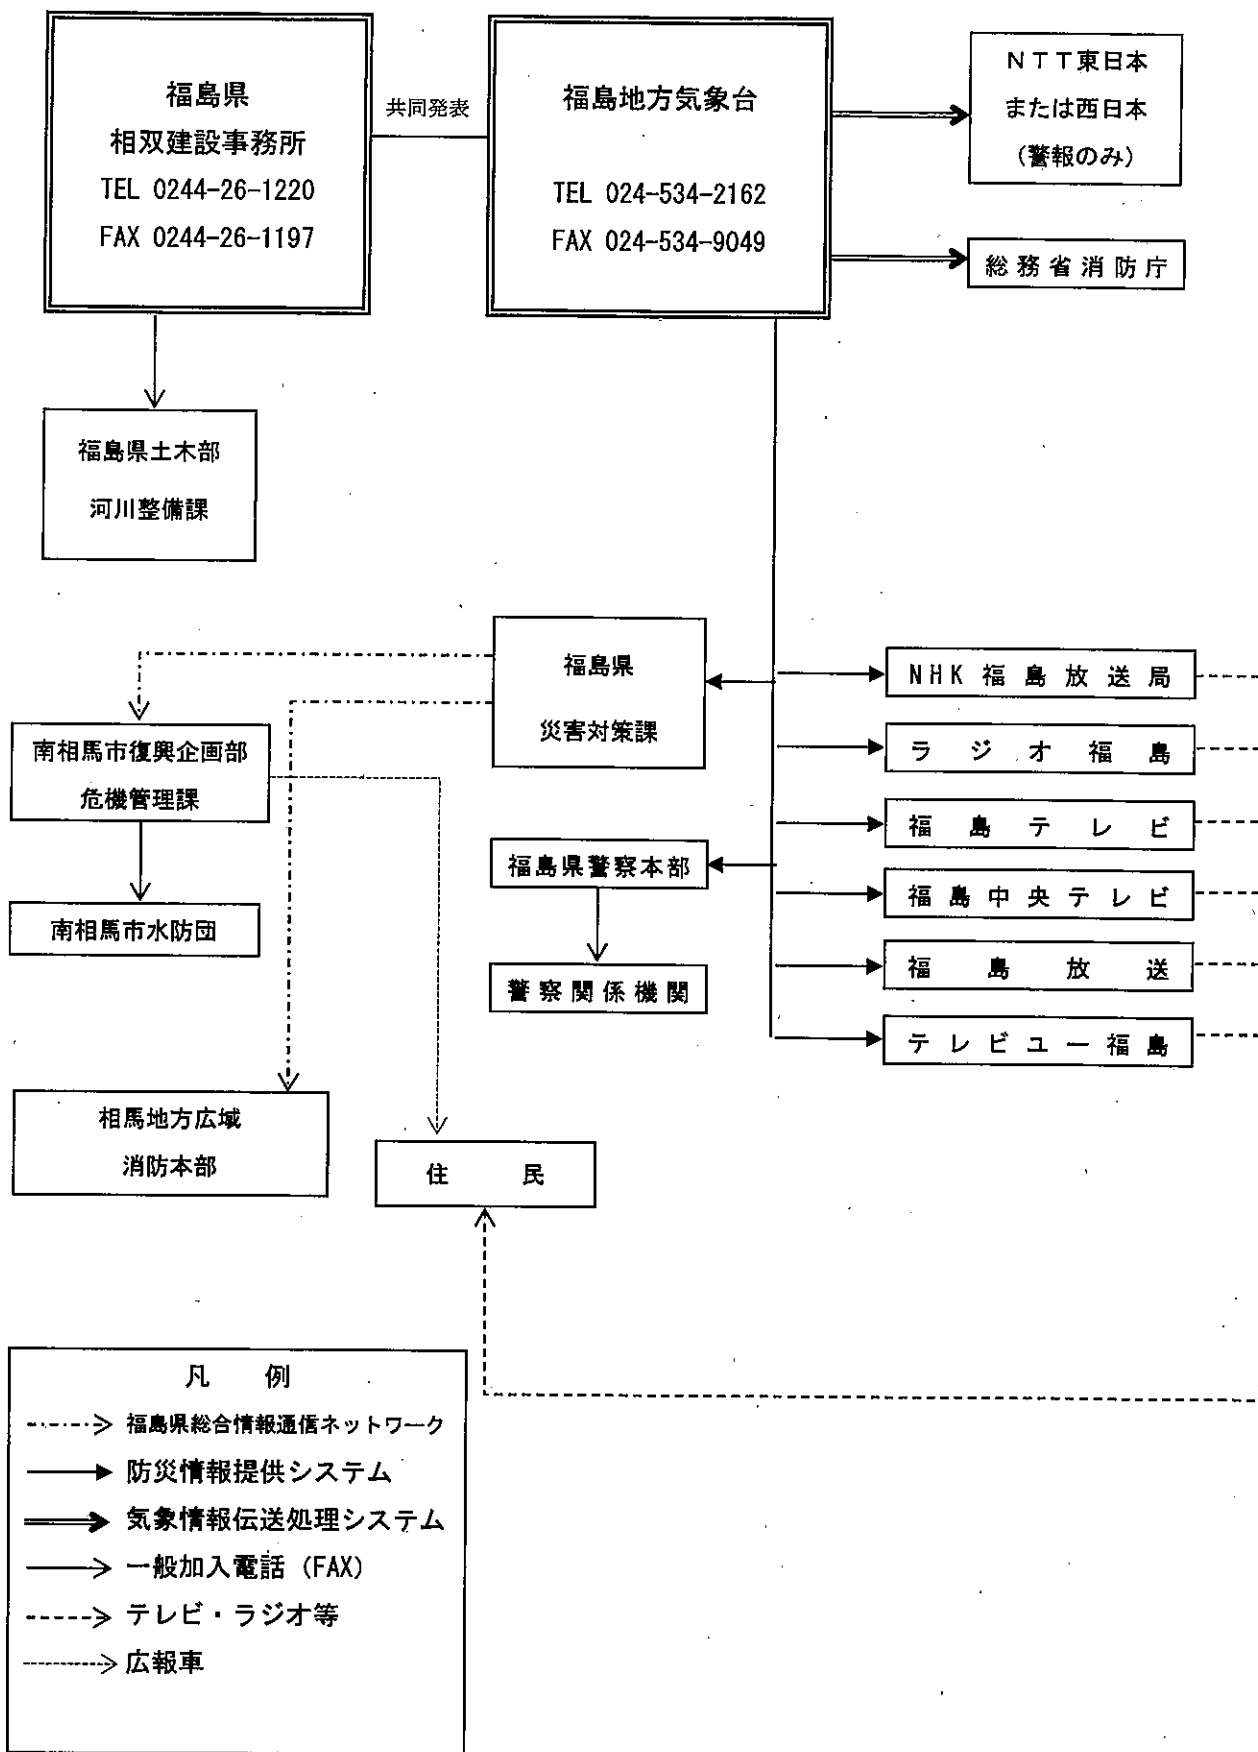 福島県
相双建設事務所
TEL 0244-26-1220
FAX 0244-26-1197
共同発表
福島地方気象台
TEL 024-534-2162
FAX 024-534-9049
NTT東日本
または西日本
(警報のみ)
総務省消防庁
福島県土木部
河川整備課
福島県
災害対策課
NHK福島放送局
ラジオ福島
福島テレビ
福島中央テレビ
福島放送
テレビユー福島
南相馬市復興企画部
危機管理課
南相馬市水防団
福島県警察本部
警察関係機関
相馬地方広域
消防本部
住民
凡例
福島県総合情報通信ネットワーク
防災情報提供システム
気象情報伝送処理システム
一般加入電話(FAX)
テレビ・ラジオ等
広報車